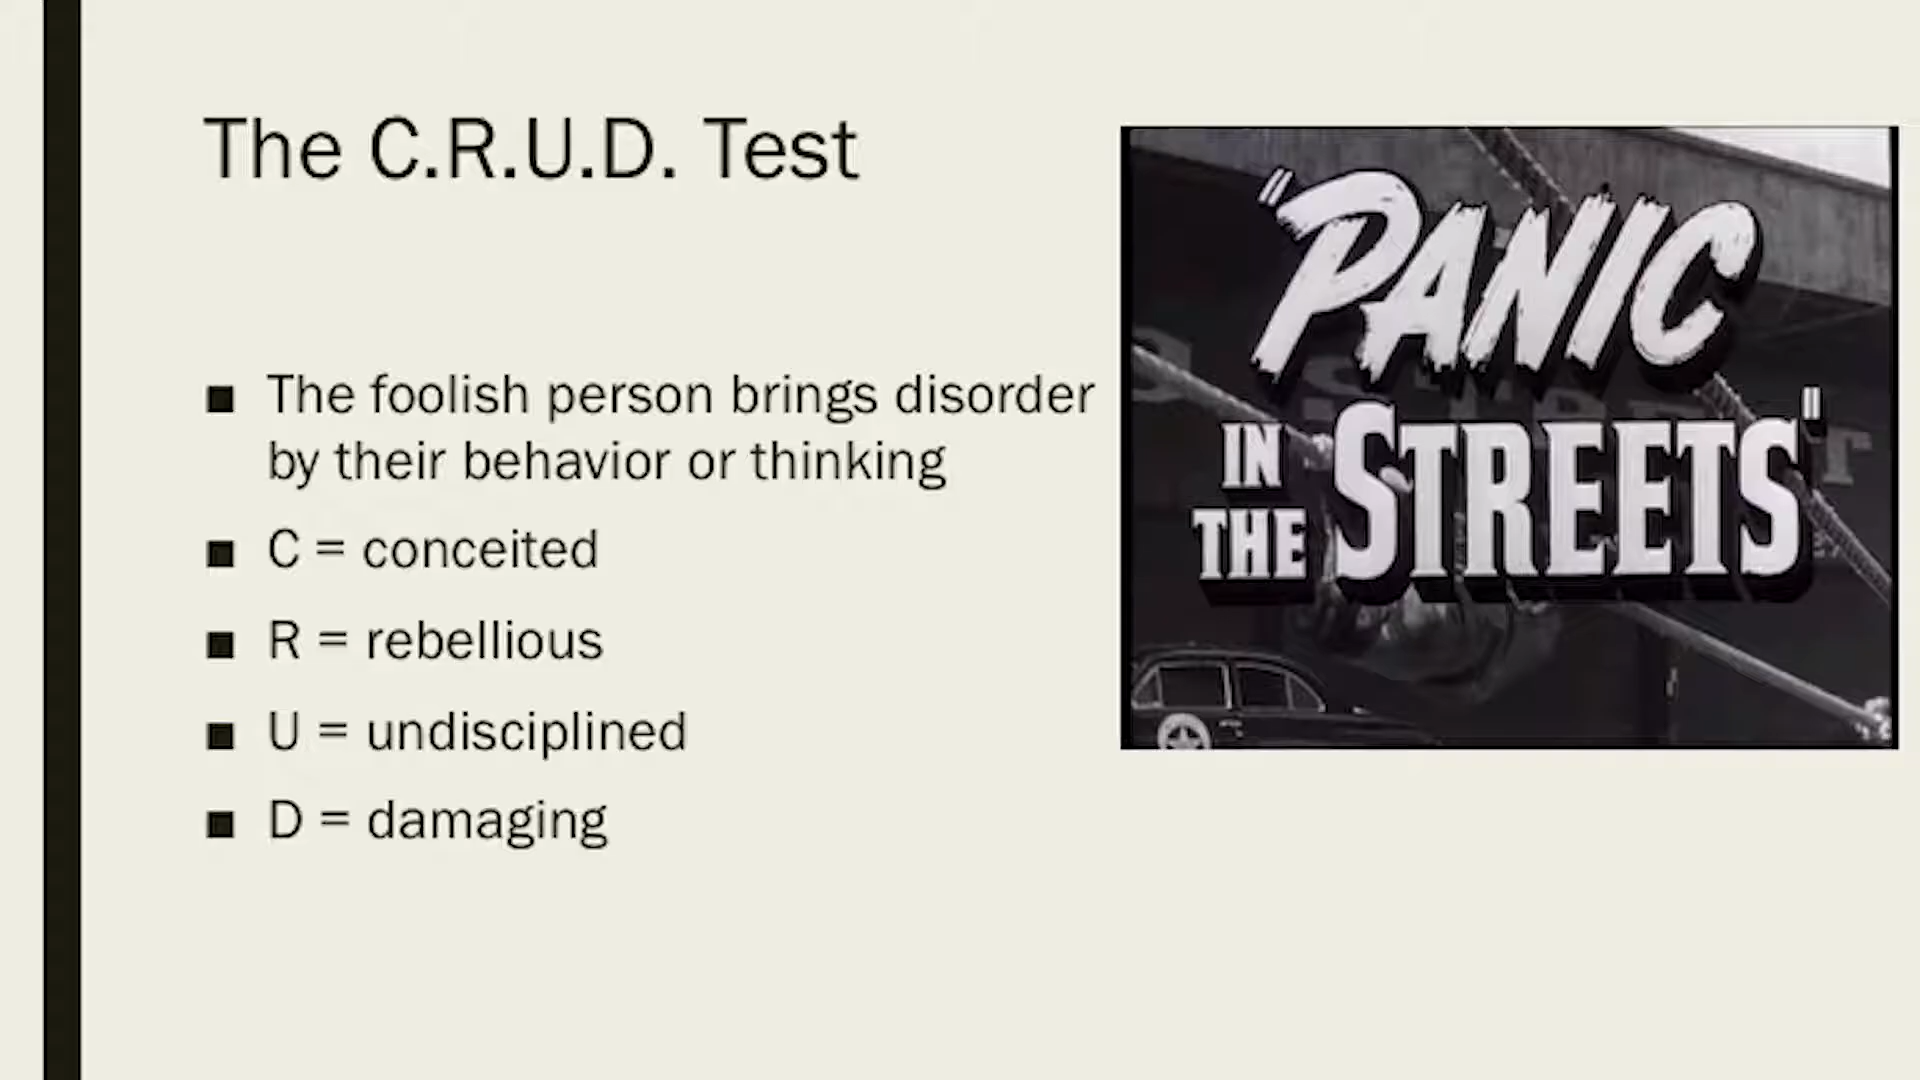 The C.R.U.D. Test
The foolish person brings disorder
by their behavior or thinking
C = conceited
R = rebellious
U = undisciplined
D = damaging
"PANIC
IN
THE STREETS"